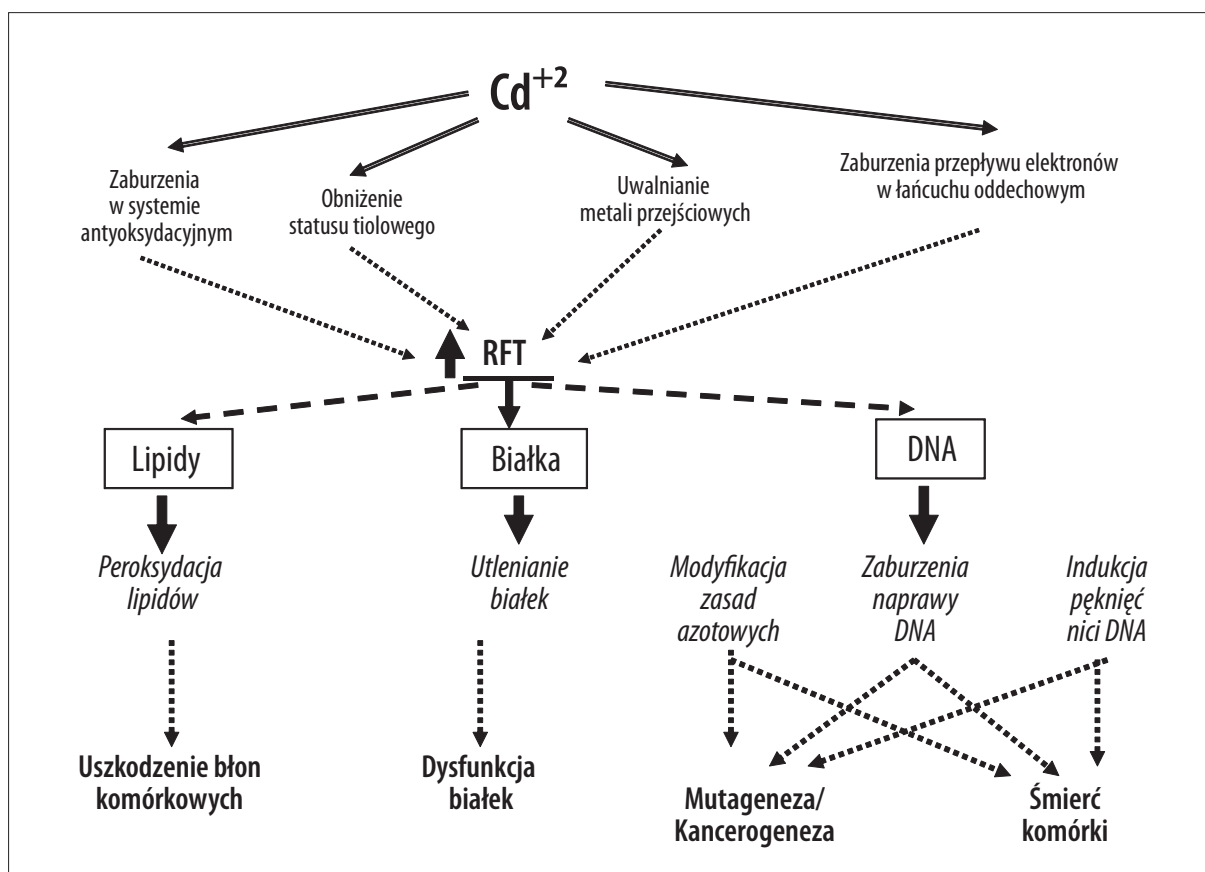 Cd+2
Zaburzenia
w systemie
antyoksydacyjnym
Obniżenie
statusu tiolowego
Uwalnianie
metali przejściowych
Zaburzenia przepływu elektronów
w łańcuchu oddechowym
RFT
Lipidy
Białka
DNA
Peroksydacja
lipidów
Utlenianie
białek
Modyfikacja
zasad
azotowych
Zaburzenia
naprawy
DNA
Indukcja
pęknięć
nici DNA
Uszkodzenie błon
komórkowych
Dysfunkcja
białek
Mutageneza/
Kancerogeneza
Śmierć
komórki